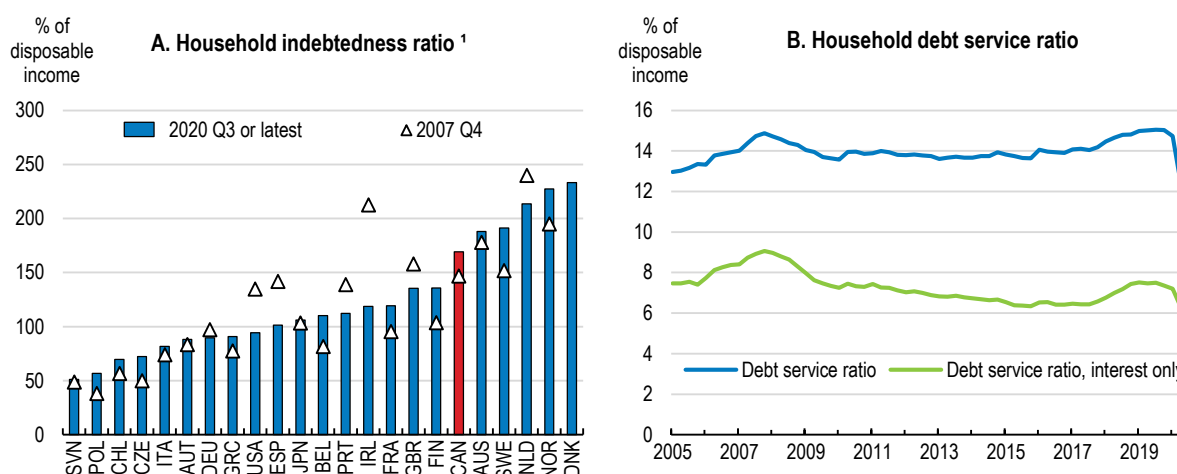 % of
disposable
income
A. Household indebtedness ratio ¹
300
250
200
150
100
50
0
2020 Q3 or latest
2007 Q4
SVN
POL
CHL
CZE
ITA
AUT
DEU
GRC
USA
ESP
JPN
BEL
PRT
IRL
FRA
GBR
FIN
CAN
AUS
SWE
NLD
NOR
DNK
% of
disposable
income
B. Household debt service ratio
16
14
12
10
8
6
4
2
0
Debt service ratio
Debt service ratio, interest only
2005
2007
2009
2011
2013
2015
2017
2019